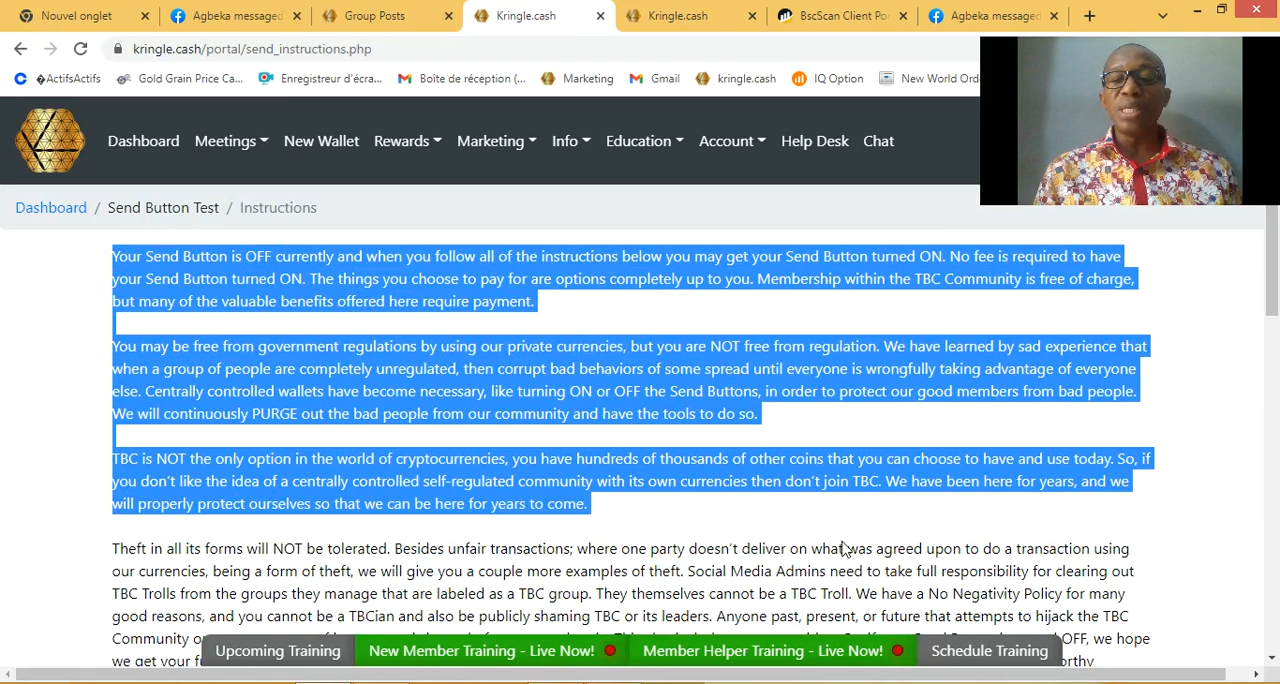 Nouvel onglet
Agbeka messaged
Group Posts
Kringle.cash
Kringle.cash
BscScan Client Por
Agbeka messaged
kringle.cash/portal/send_instructions.php
�ActifsActifs
Gold Grain Price Ca...
Enregistreur d'écra...
Boîte de réception (...
Marketing
Gmail
kringle.cash
IQ Option
New World Ord
Dashboard
Meetings
New Wallet
Rewards
Marketing
Info
Education
Account
Help Desk
Chat
Dashboard / Send Button Test / Instructions
Your Send Button is OFF currently and when you follow all of the instructions below you may get your Send Button turned ON. No fee is required to have
your Send Button turned ON. The things you choose to pay for are options completely up to you. Membership within the TBC Community is free of charge,
but many of the valuable benefits offered here require payment.
You may be free from government regulations by using our private currencies, but you are NOT free from regulation. We have learned by sad experience that
when a group of people are completely unregulated, then corrupt bad behaviors of some spread until everyone is wrongfully taking advantage of everyone
else. Centrally controlled wallets have become necessary, like turning ON or OFF the Send Buttons, in order to protect our good members from bad people.
We will continuously PURGE out the bad people from our community and have the tools to do so.
TBC is NOT the only option in the world of cryptocurrencies, you have hundreds of thousands of other coins that you can choose to have and use today. So, if
you don't like the idea of a centrally controlled self-regulated community with its own currencies then don't join TBC. We have been here for years, and we
will properly protect ourselves so that we can be here for years to come.
Theft in all its forms will NOT be tolerated. Besides unfair transactions; where one party doesn't deliver on what was agreed upon to do a transaction using
our currencies, being a form of theft, we will give you a couple more examples of theft. Social Media Admins need to take full responsibility for clearing out
TBC Trolls from the groups they manage that are labeled as a TBC group. They themselves cannot be a TBC Troll. We have a No Negativity Policy for many
good reasons, and you cannot be a TBCian and also be publicly shaming TBC or its leaders. Anyone past, present, or future that attempts to hijack the TBC
Community
OFF, we hope
we get your
Upcoming Training
New Member Training - Live Now!
Member Helper Training - Live Now!
Schedule Training